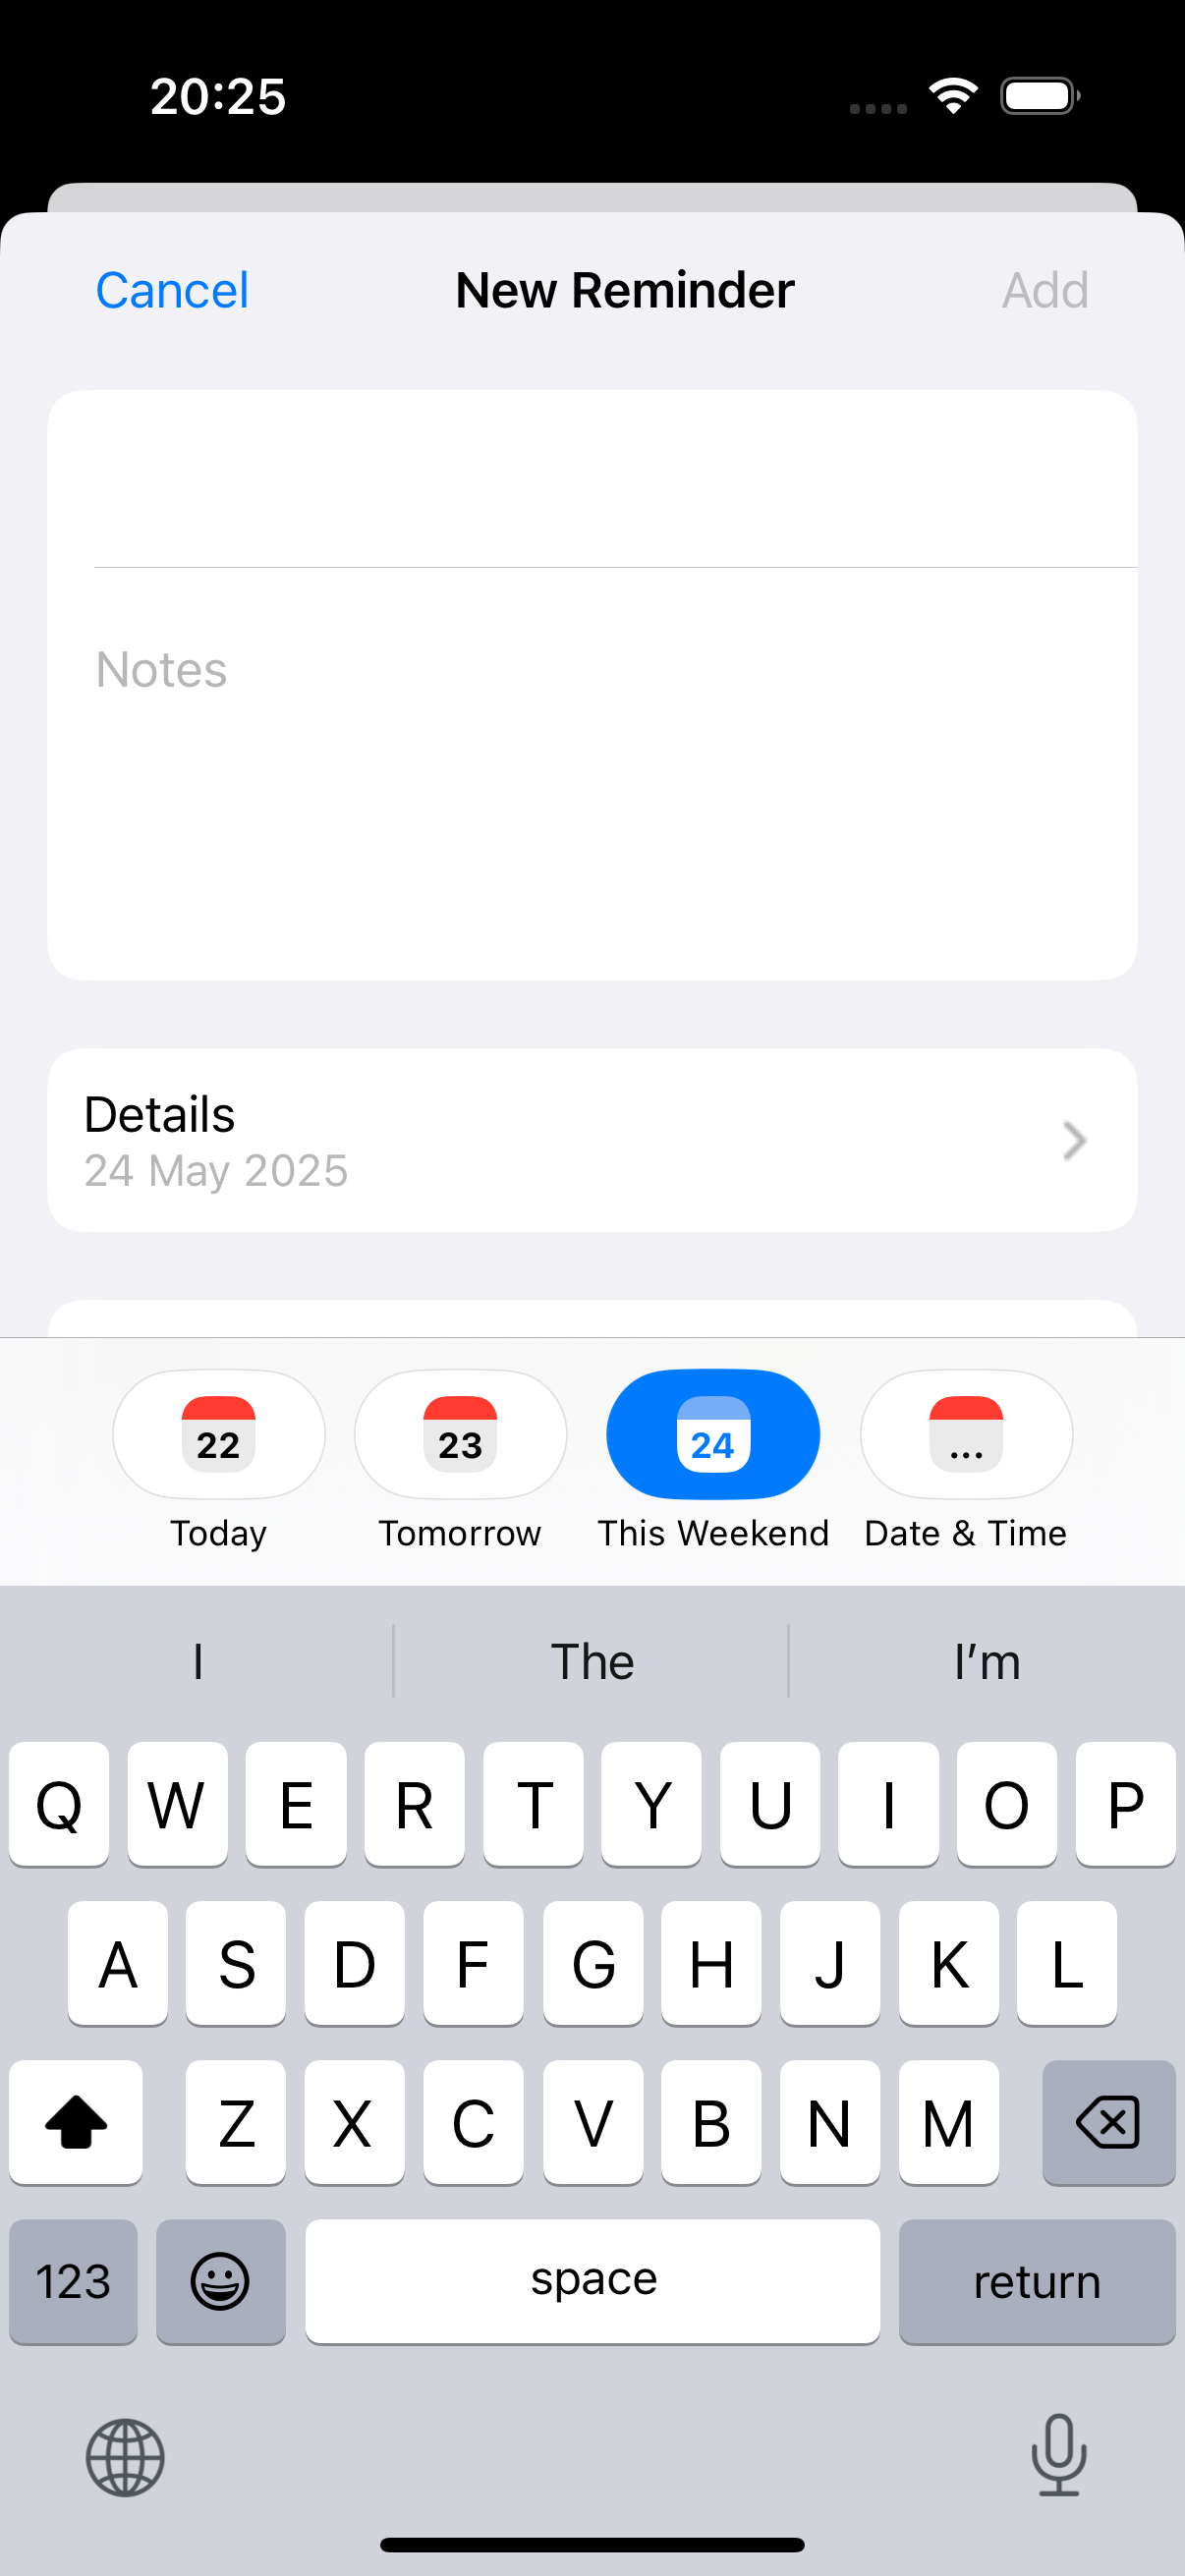 20:25
Cancel New Reminder Add
Notes
Details
24 May 2025
22 23 24 ...
Today Tomorrow This Weekend Date & Time
I The I’m
Q W E R T Y U I O P
A S D F G H J K L
Z X C V B N M
123 space return